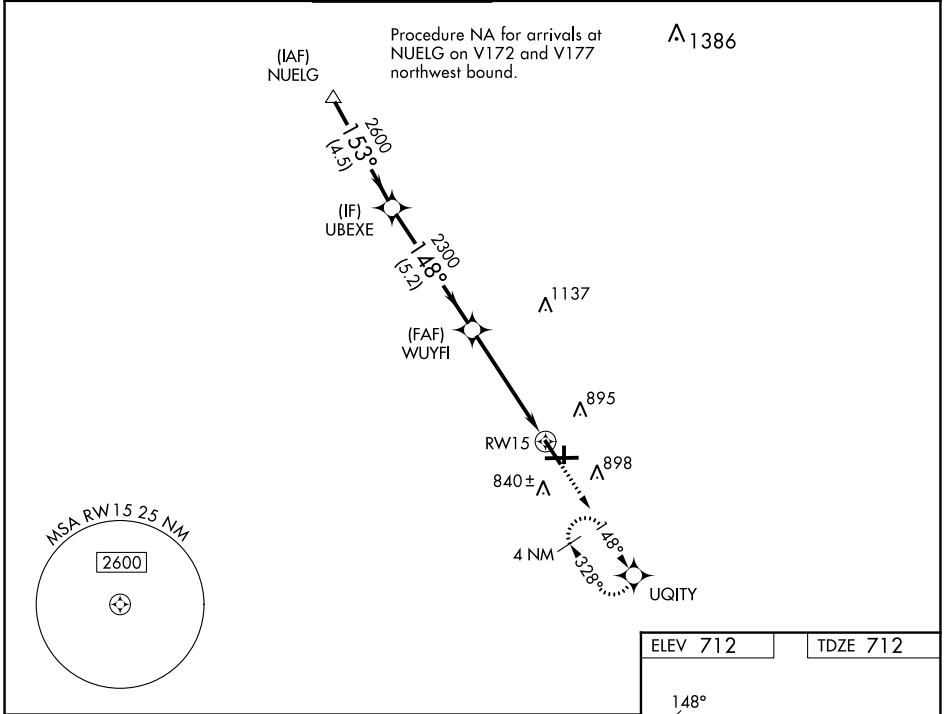 Procedure NA for arrivals at
NUELG on V172 and V177
northwest bound.
1386
(IAF)
NUELG
2600
153°
(4.5)
(IF)
UBEXE
2300
148°
(5.2)
1137
(FAF)
WUYFI
895
RW15
898
840±
MSA RW15 25 NM
2600
4 NM
148°
328°
UQITY
ELEV 712
TDZE 712
148°